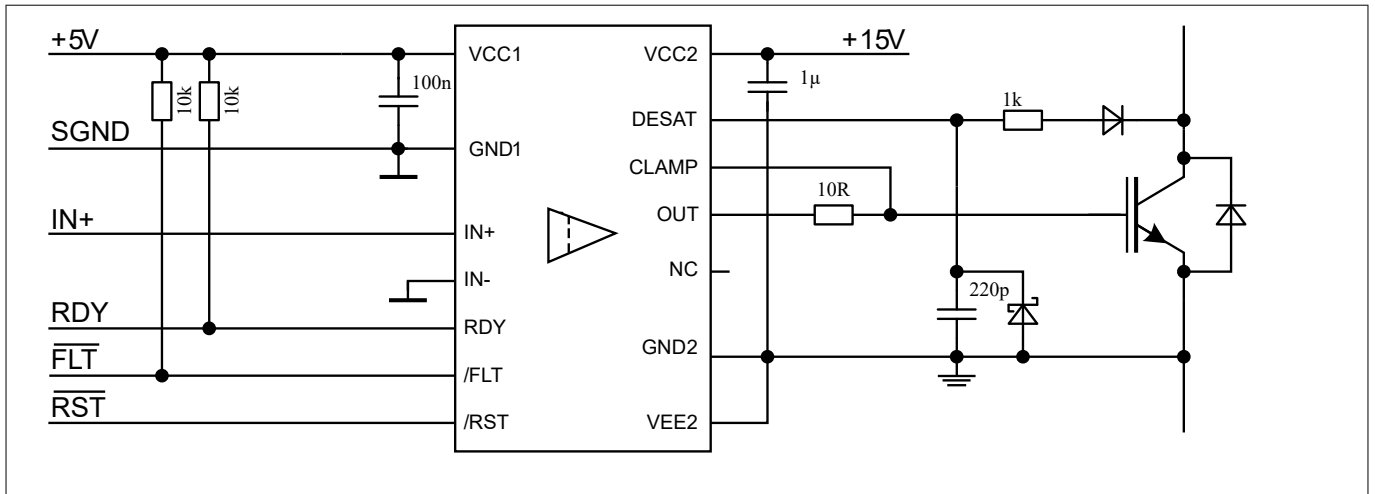 +5V
10k
10k
100n
SGND
IN+
RDY
FLT
RST
VCC1
GND1
IN+
IN-
RDY
/FLT
/RST
VCC2
DESAT
CLAMP
OUT
NC
GND2
VEE2
+15V
1µ
1k
10R
220p